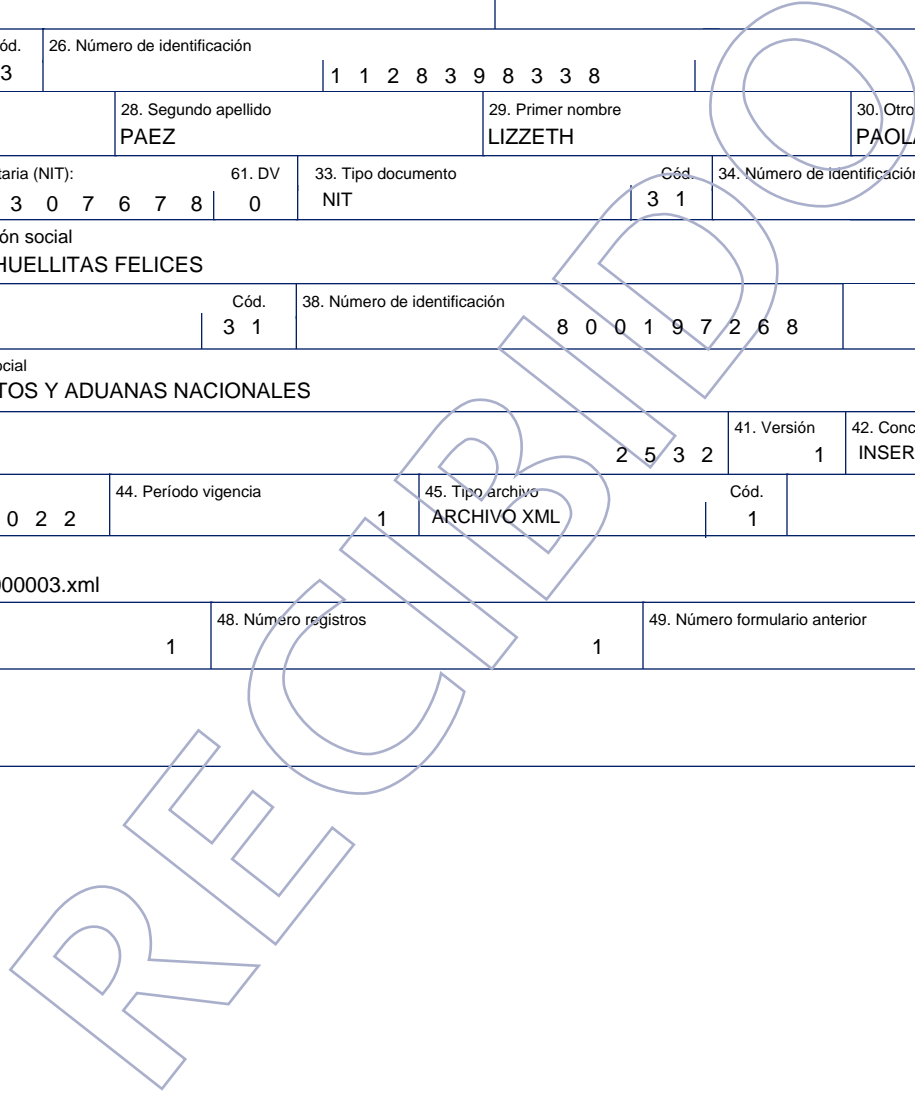 ód. 26. Número de identificación
3 1 1 2 8 3 9 8 3 3 8
28. Segundo apellido 29. Primer nombre 30. Otro
PAEZ LIZZETH PAOLA
taria (NIT): 61. DV 33. Tipo documento Cód. 34. Número de identificación
3 0 7 6 7 8 0 NIT 3 1
ón social
HUELLITAS FELICES
Cód. 38. Número de identificación
3 1 8 0 0 1 9 7 2 6 8
ocial
TOS Y ADUANAS NACIONALES
41. Versión 42. Conc
2 5 3 2 1 INSER
44. Período vigencia 45. Tipo archivo Cód.
0 2 2 1 ARCHIVO XML 1
000003.xml
48. Número registros 49. Número formulario anterior
1 1
RECIBIDO